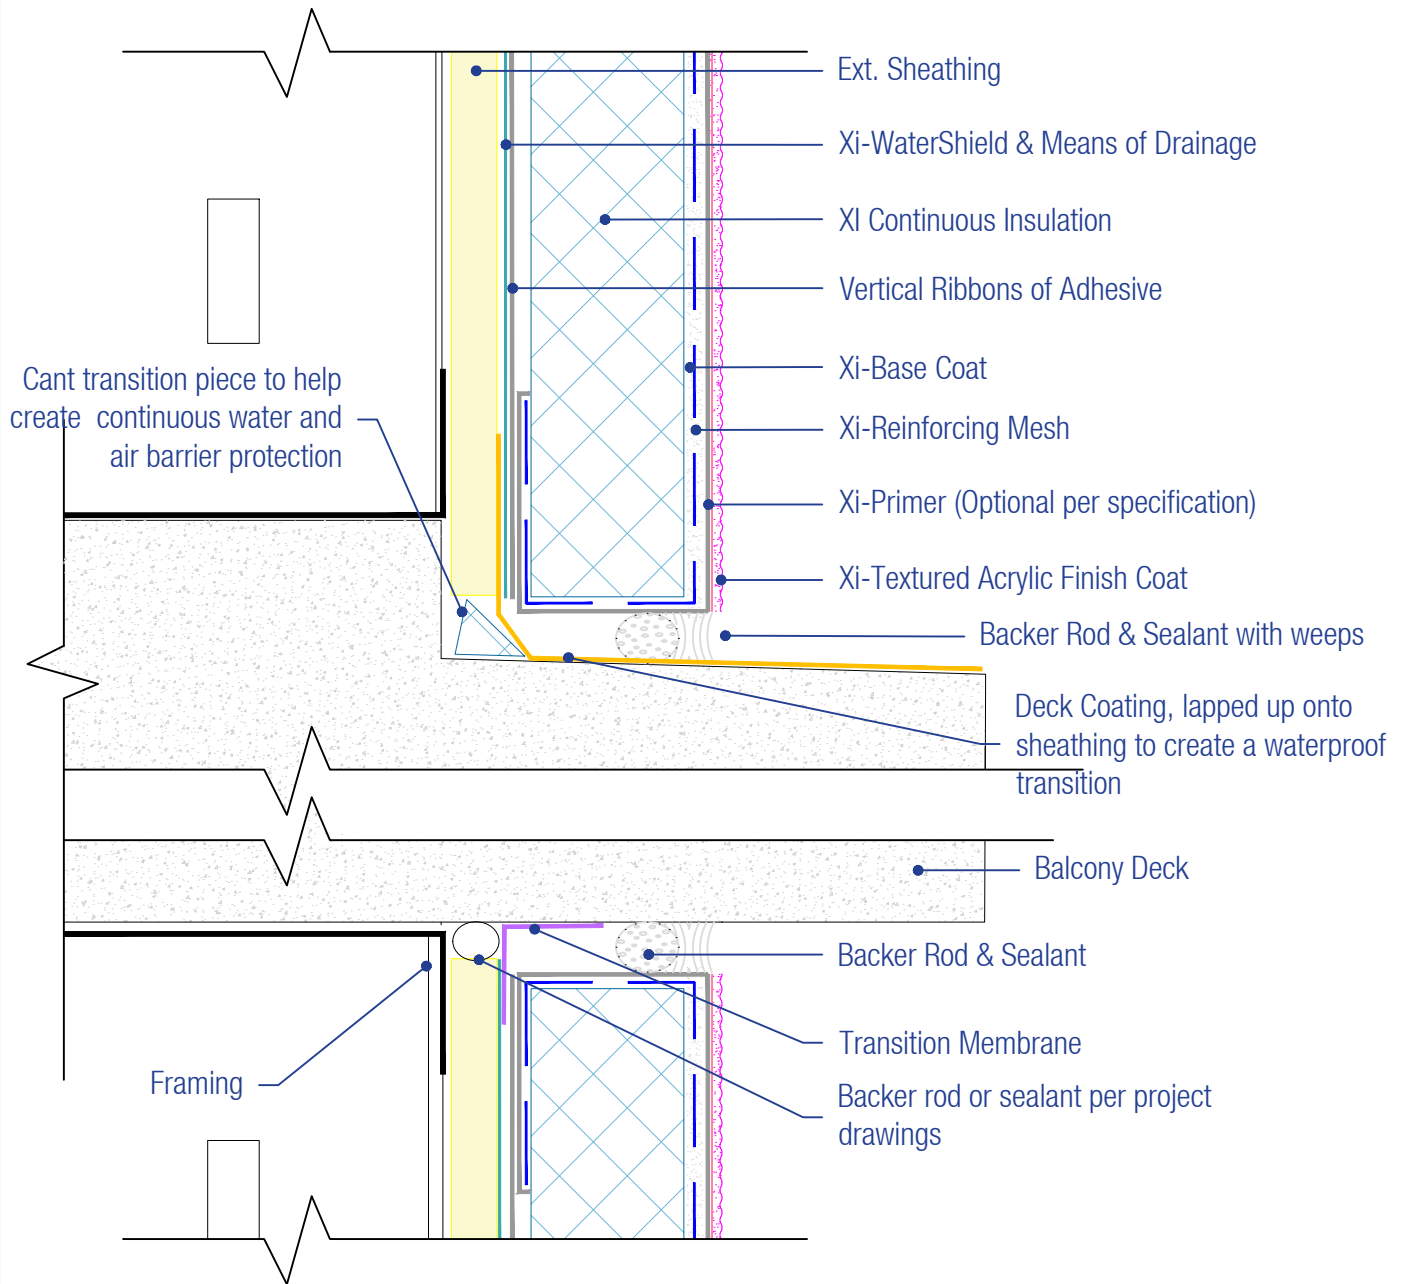 Ext. Sheathing
Xi-WaterShield & Means of Drainage
XI Continuous Insulation
Vertical Ribbons of Adhesive
Cant transition piece to help
create continuous water and
air barrier protection
Xi-Base Coat
Xi-Reinforcing Mesh
Xi-Primer (Optional per specification)
Xi-Textured Acrylic Finish Coat
Backer Rod & Sealant with weeps
Deck Coating, lapped up onto
sheathing to create a waterproof
transition
Balcony Deck
Backer Rod & Sealant
Transition Membrane
Framing
Backer rod or sealant per project
drawings